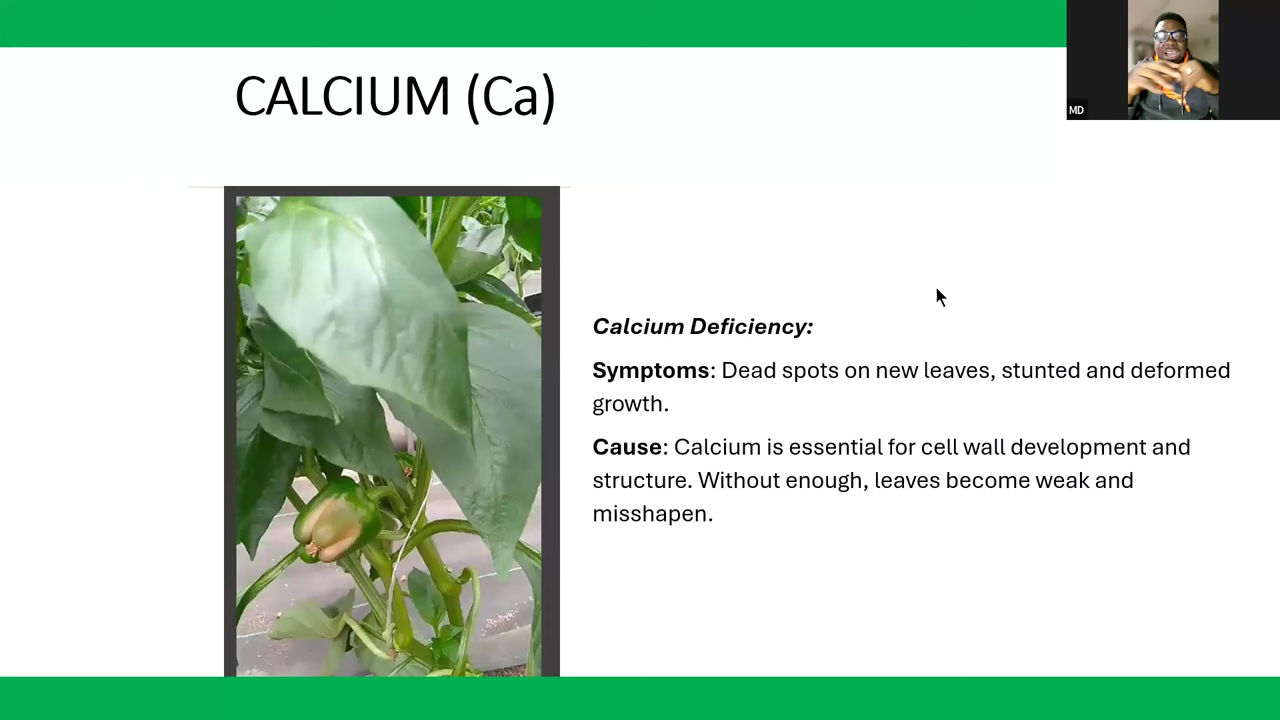 CALCIUM (Ca)
MD
Calcium Deficiency:
Symptoms: Dead spots on new leaves, stunted and deformed
growth.
Cause: Calcium is essential for cell wall development and
structure. Without enough, leaves become weak and
misshapen.